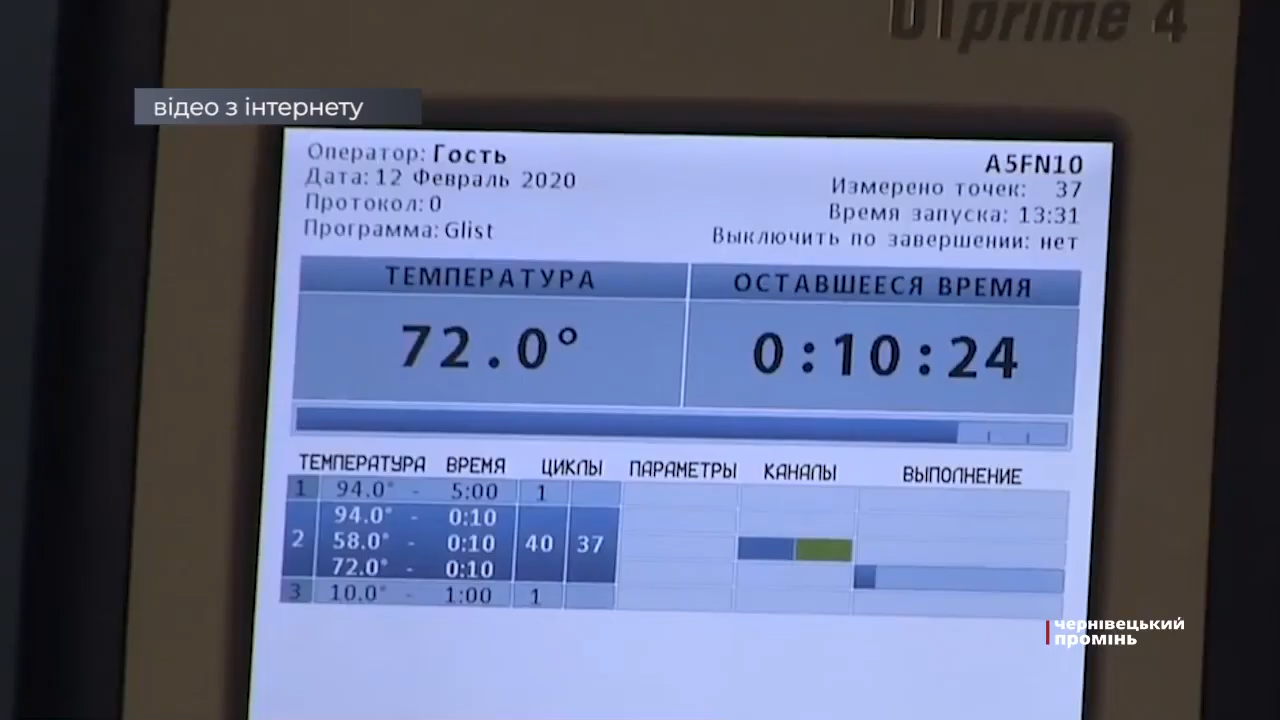 prime 4
відео з інтернету
Оператор: Гость
Дата: 12 Февраль 2020
Протокол: 0
Программа: Glist
A5FN10
Измерено точек: 37
Время запуска: 13:31
Выключить по завершении: нет
ТЕМПЕРАТУРА
72.0°
ОСТАВШЕЕСЯ ВРЕМЯ
0:10:24
ТЕМПЕРАТУРА ВРЕМЯ ЦИКЛЫ ПАРАМЕТРЫ КАНАЛЫ ВЫПОЛНЕНИЕ
1 94.0° - 5:00 1
94.0° - 0:10
2 58.0° - 0:10 40 37
72.0° - 0:10
3 10.0° - 1:00 1
чернівецький
промінь